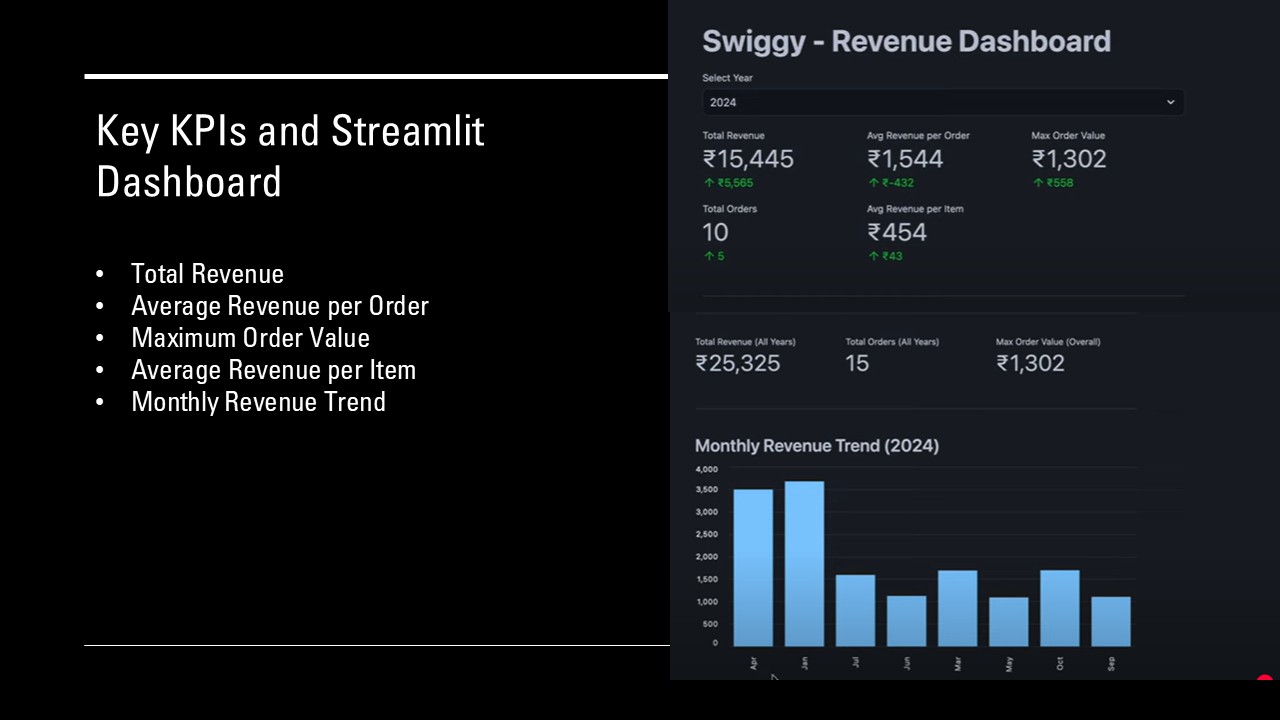 Key KPIs and Streamlit
Dashboard
• Total Revenue
• Average Revenue per Order
• Maximum Order Value
• Average Revenue per Item
• Monthly Revenue Trend
Swiggy - Revenue Dashboard
Select Year
2024
Total Revenue Avg Revenue per Order Max Order Value
₹15,445 ₹1,544 ₹1,302
↑ ₹5,565 ↑ ₹-432 ↑ ₹558
Total Orders Avg Revenue per Item
10 ₹454
↑ 5 ↑ ₹43
Total Revenue (All Years) Total Orders (All Years) Max Order Value (Overall)
₹25,325 15 ₹1,302
Monthly Revenue Trend (2024)
4,000
3,500
3,000
2,500
2,000
1,500
1,000
500
0
Apr Jan Jul Jun Mar May Oct Sep